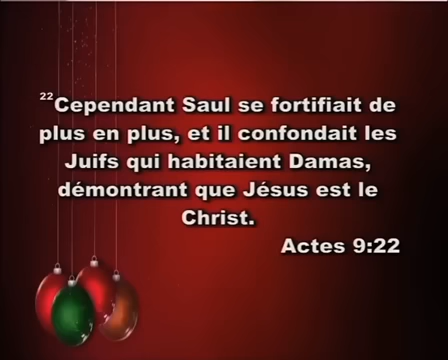 22Cependant Saul se fortifiait de
plus en plus, et il confondait les
Juifs qui habitaient Damas,
démontrant que Jésus est le
Christ.
Actes 9:22